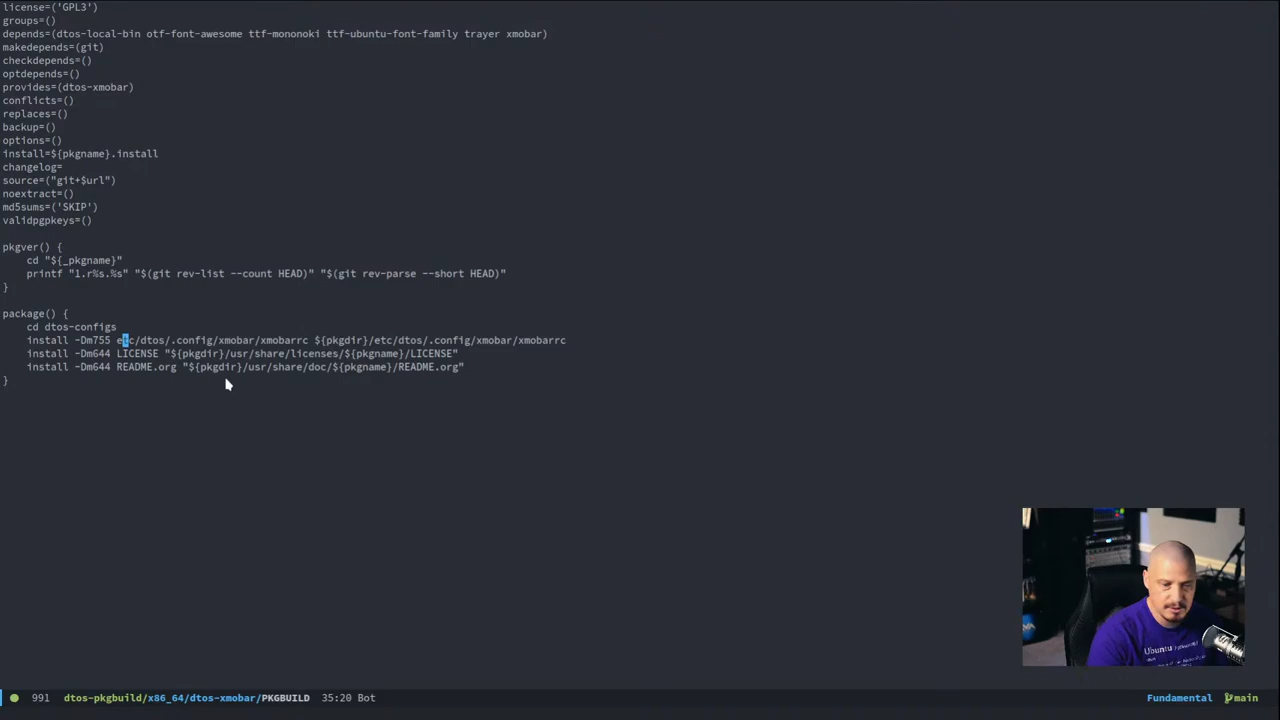 license=('GPL3')
groups=()
depends=(dtos-local-bin otf-font-awesome ttf-mononoki ttf-ubuntu-font-family trayer xmobar)
makedepends=(git)
checkdepends=()
optdepends=()
provides=(dtos-xmobar)
conflicts=()
replaces=()
backup=()
options=()
install=${pkgname}.install
changelog=
source=("git+$url")
noextract=()
md5sums=('SKIP')
validpgpkeys=()
pkgver() {
cd "${_pkgname}"
printf "1.r%s.%s" "$(git rev-list --count HEAD)" "$(git rev-parse --short HEAD)"
}
package() {
cd dtos-configs
install -Dm755 etc/dtos/.config/xmobar/xmobarrc ${pkgdir}/etc/dtos/.config/xmobar/xmobarrc
install -Dm644 LICENSE "${pkgdir}/usr/share/licenses/${pkgname}/LICENSE"
install -Dm644 README.org "${pkgdir}/usr/share/doc/${pkgname}/README.org"
}
Ubuntu
991 dtos-pkgbuild/x86_64/dtos-xmobar/PKGBUILD 35:20 Bot Fundamental main